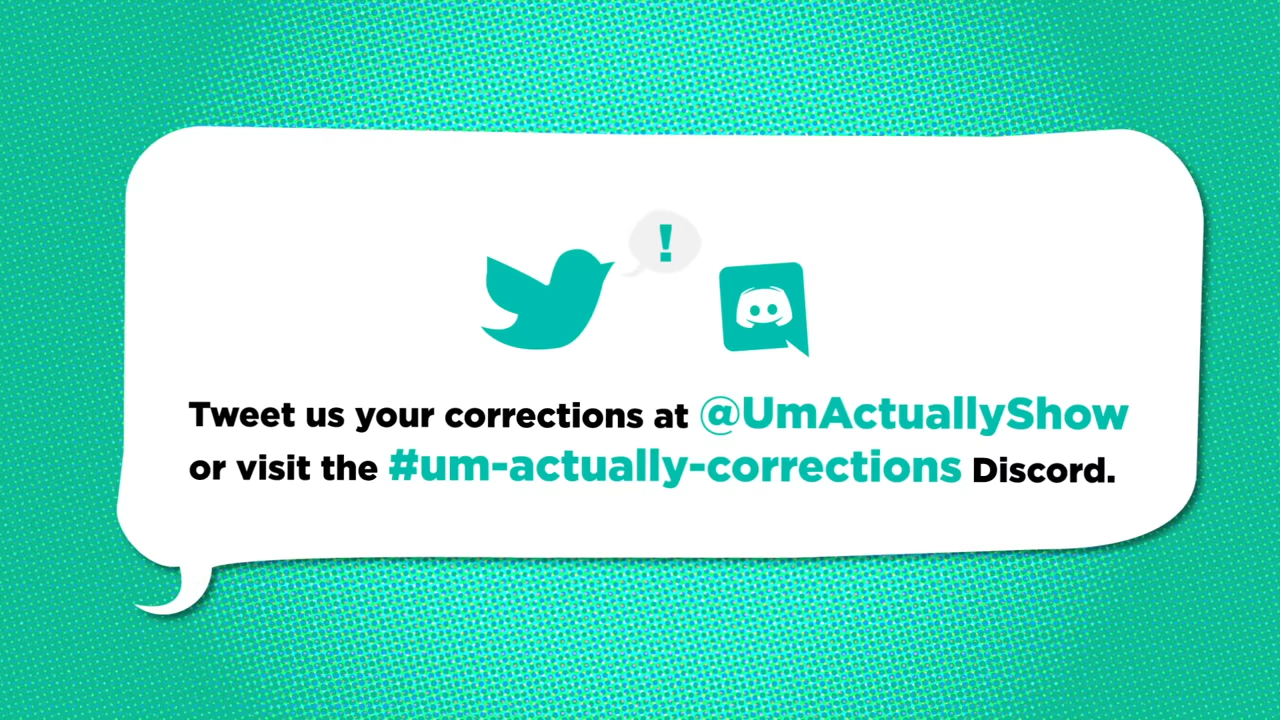 !
Tweet us your corrections at @UmActuallyShow
or visit the #um-actually-corrections Discord.